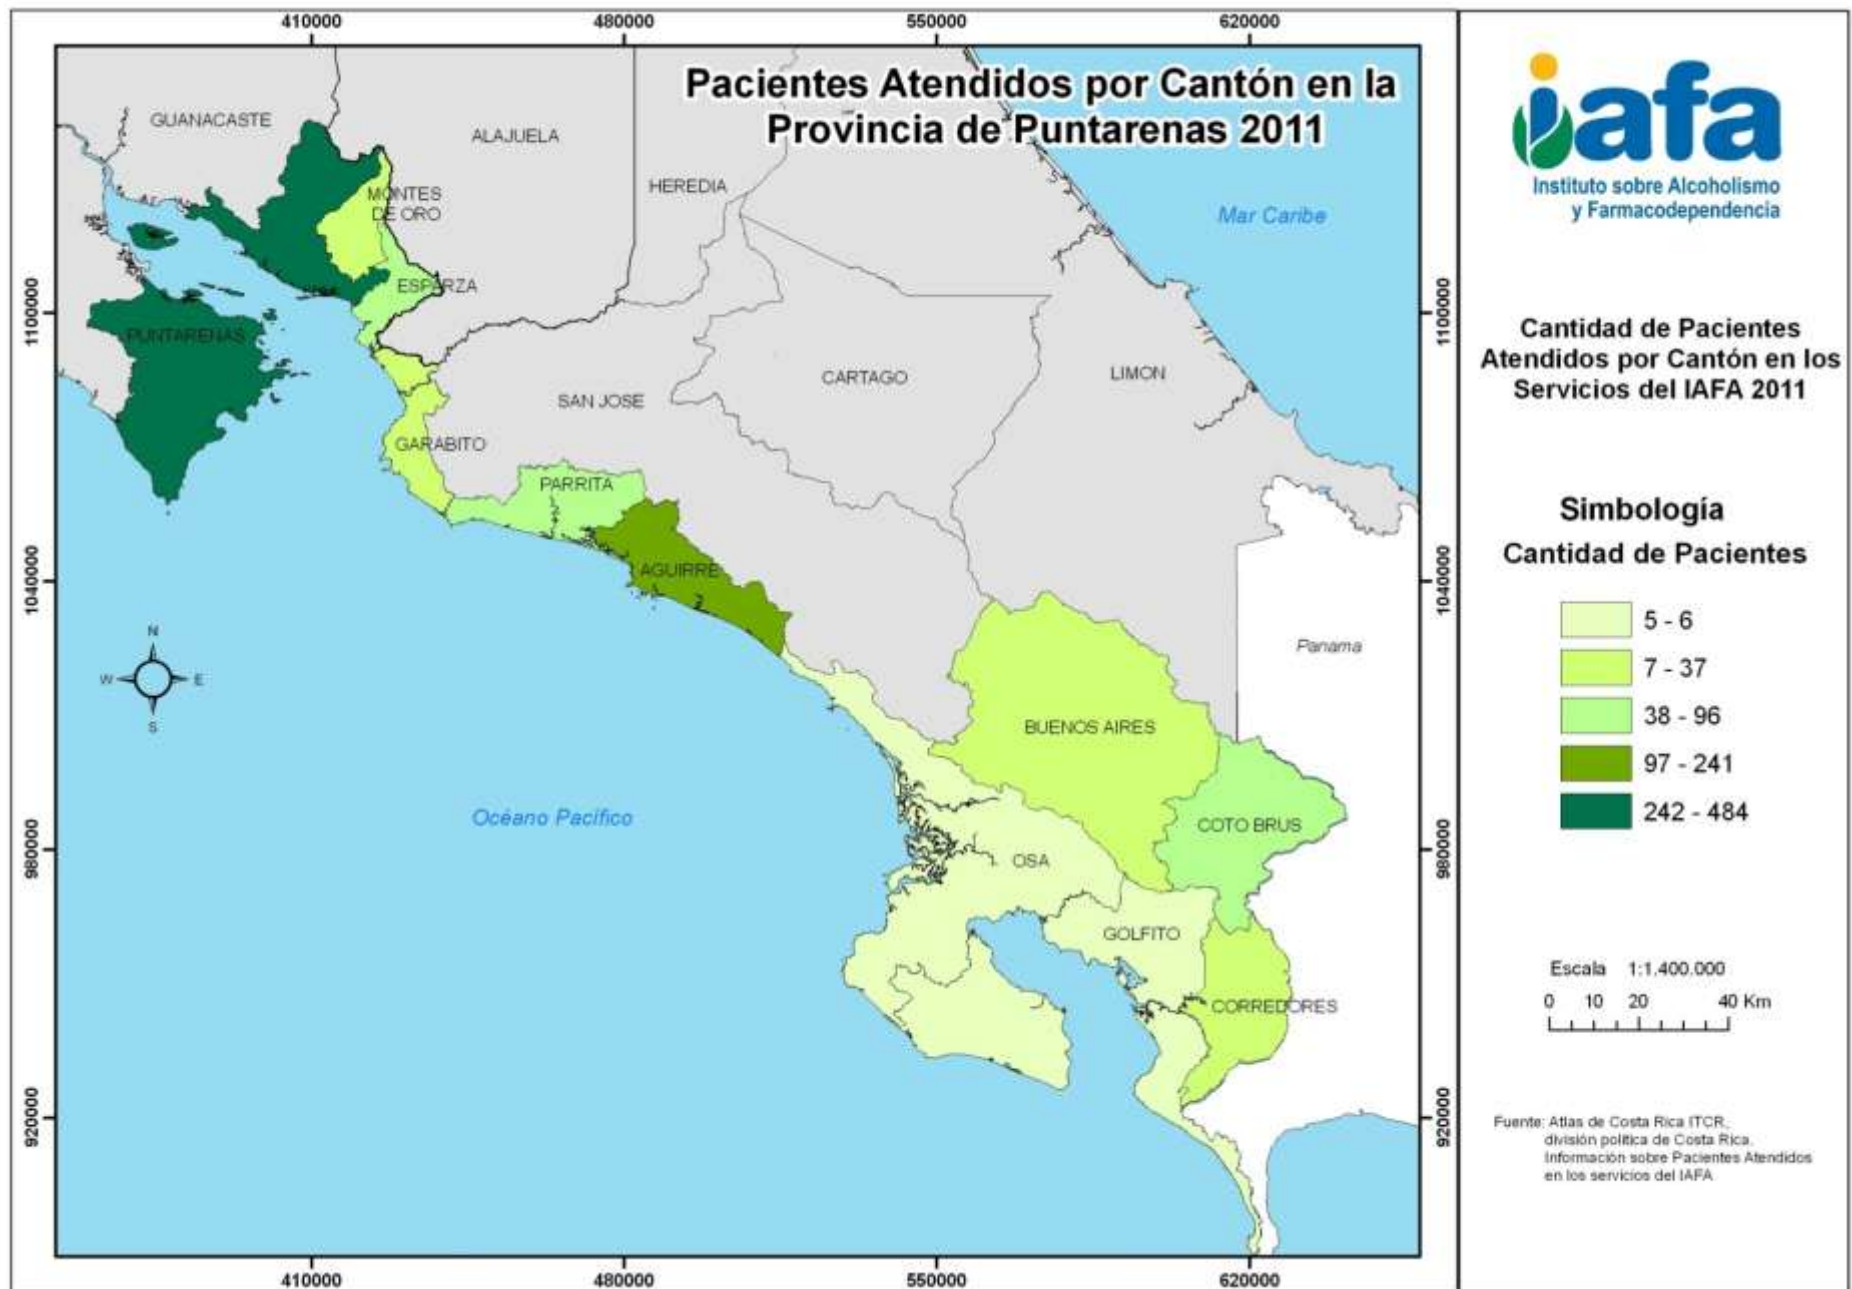 410000
480000
550000
620000
Pacientes Atendidos por Cantón en la
Provincia de Puntarenas 2011
GUANACASTE
ALAJUELA
HEREDIA
MONTES
DE ORO
Mar Caribe
ESPARZA
1100000
1100000
PUNTARENAS
CARTAGO
LIMON
SAN JOSE
GARABITO
PARRITA
AGUIRRE
1040000
1040000
N
W
E
S
Panama
BUENOS AIRES
Océano Pacífico
COTO BRUS
980000
980000
OSA
GOLFITO
CORREDORES
920000
920000
410000
480000
550000
620000
iafa
Instituto sobre Alcoholismo
y Farmacodependencia
Cantidad de Pacientes
Atendidos por Cantón en los
Servicios del IAFA 2011
Simbología
Cantidad de Pacientes
5 - 6
7 - 37
38 - 96
97 - 241
242 - 484
Escala 1:1.400.000
0 10 20 40 Km
Fuente: Atlas de Costa Rica ITCR,
división política de Costa Rica.
Información sobre Pacientes Atendidos
en los servicios del IAFA